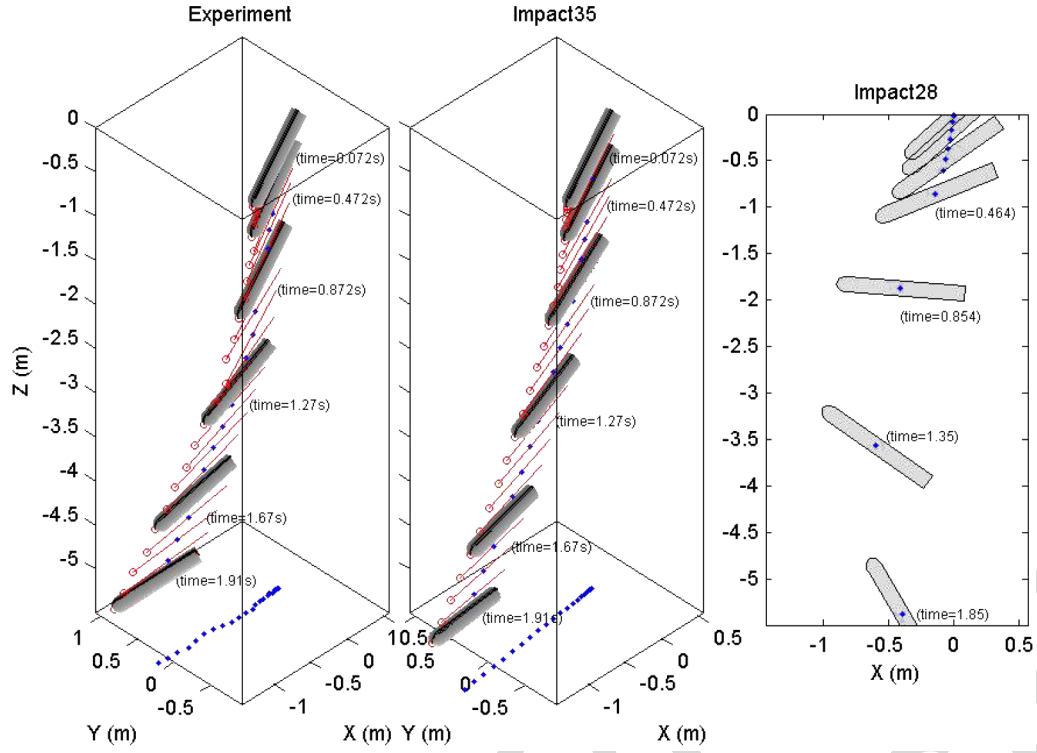 Experiment
0
-0.5
-1
-1.5
-2
-2.5
-3
-3.5
-4
-4.5
-5
Z (m)
(time=0.072s)
(time=0.472s)
(time=0.872s)
(time=1.27s)
(time=1.67s)
(time=1.91s)
1
0.5
0
-0.5
Y (m)
-1
-0.5
0
X (m)
Impact35
(time=0.072s)
(time=0.472s)
(time=0.872s)
(time=1.27s)
(time=1.67s)
(time=1.91s)
1
0.5
0.5
0
-0.5
Y (m)
-1
-0.5
0
0.5
X (m)
Impact28
0
-0.5
-1
-1.5
-2
-2.5
-3
-3.5
-4
-4.5
-5
(time=0.464)
(time=0.854)
(time=1.35)
(time=1.85)
-1
-0.5
0
0.5
X (m)